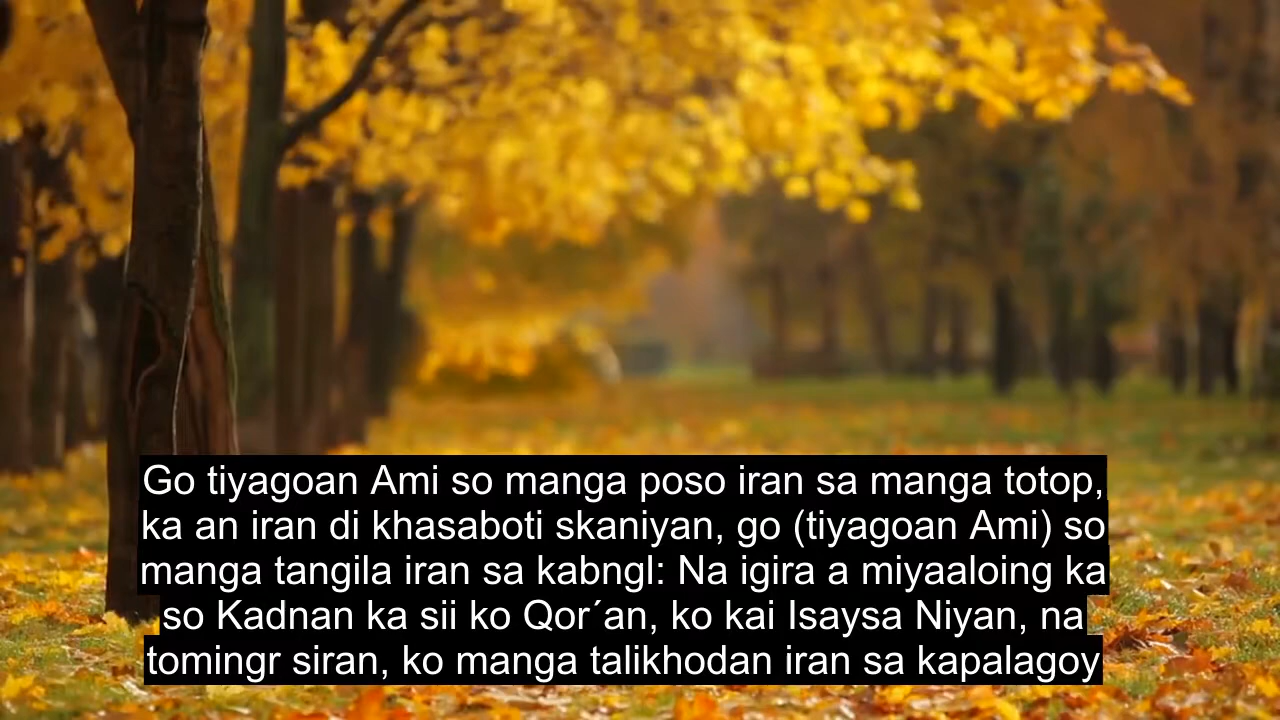 Go tiyagoan Ami so manga poso iran sa manga totop,
ka an iran di khasaboti skaniyan, go (tiyagoan Ami) so
manga tangila iran sa kabngl: Na igira a miyaaloing ka
so Kadnan ka sii ko Qor´an, ko kai Isaysa Niyan, na
tomingr siran, ko manga talikhodan iran sa kapalagoy